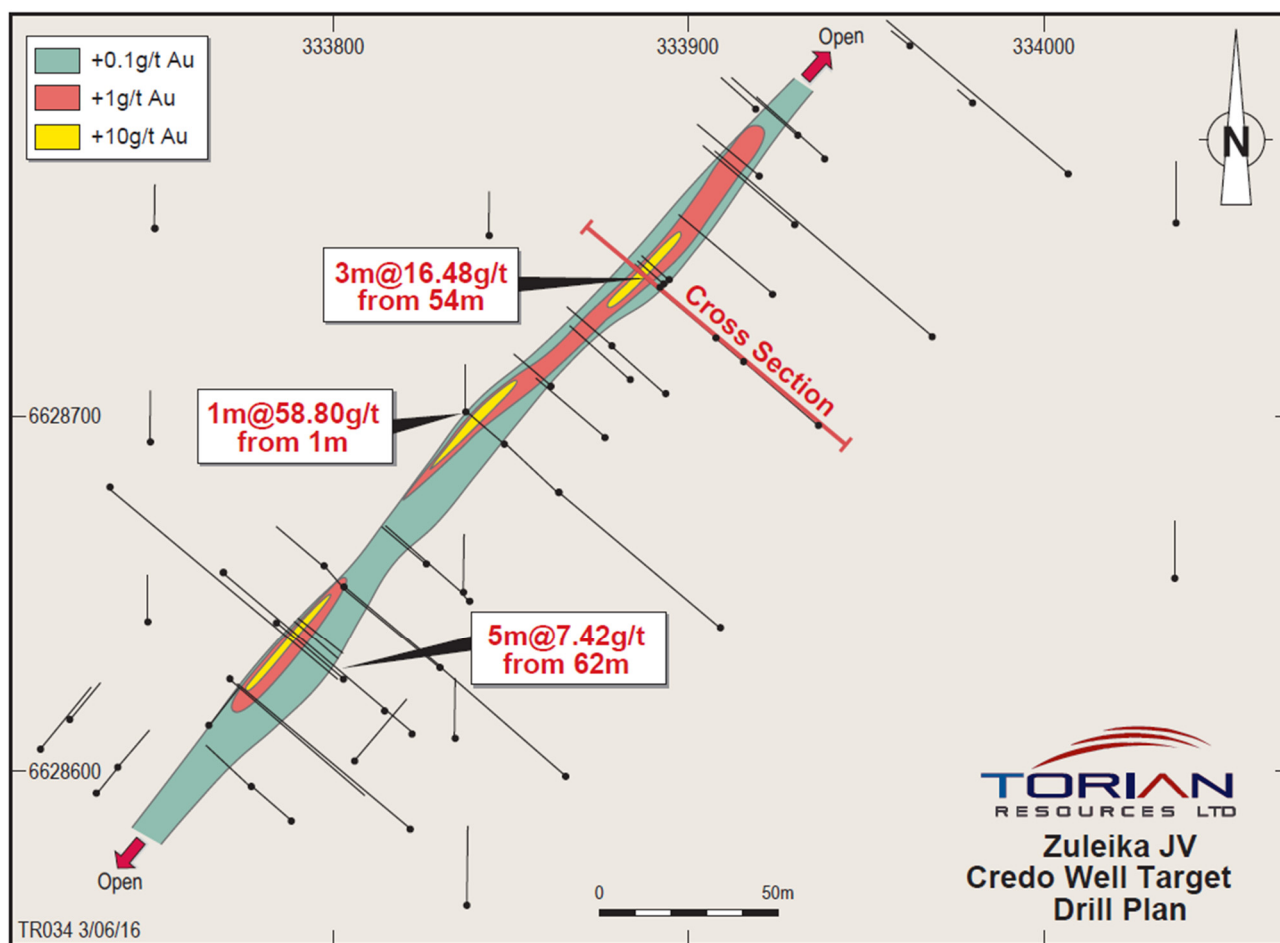 333800
333900
334000
Open
+0.1g/t Au
+1g/t Au
+10g/t Au
N
3m@16.48g/t
from 54m
Cross Section
1m@58.80g/t
from 1m
6628700
5m@7.42g/t
from 62m
6628600
TORIAN
RESOURCES LTD
Zuleika JV
Credo Well Target
Drill Plan
Open
0
50m
TR034 3/06/16